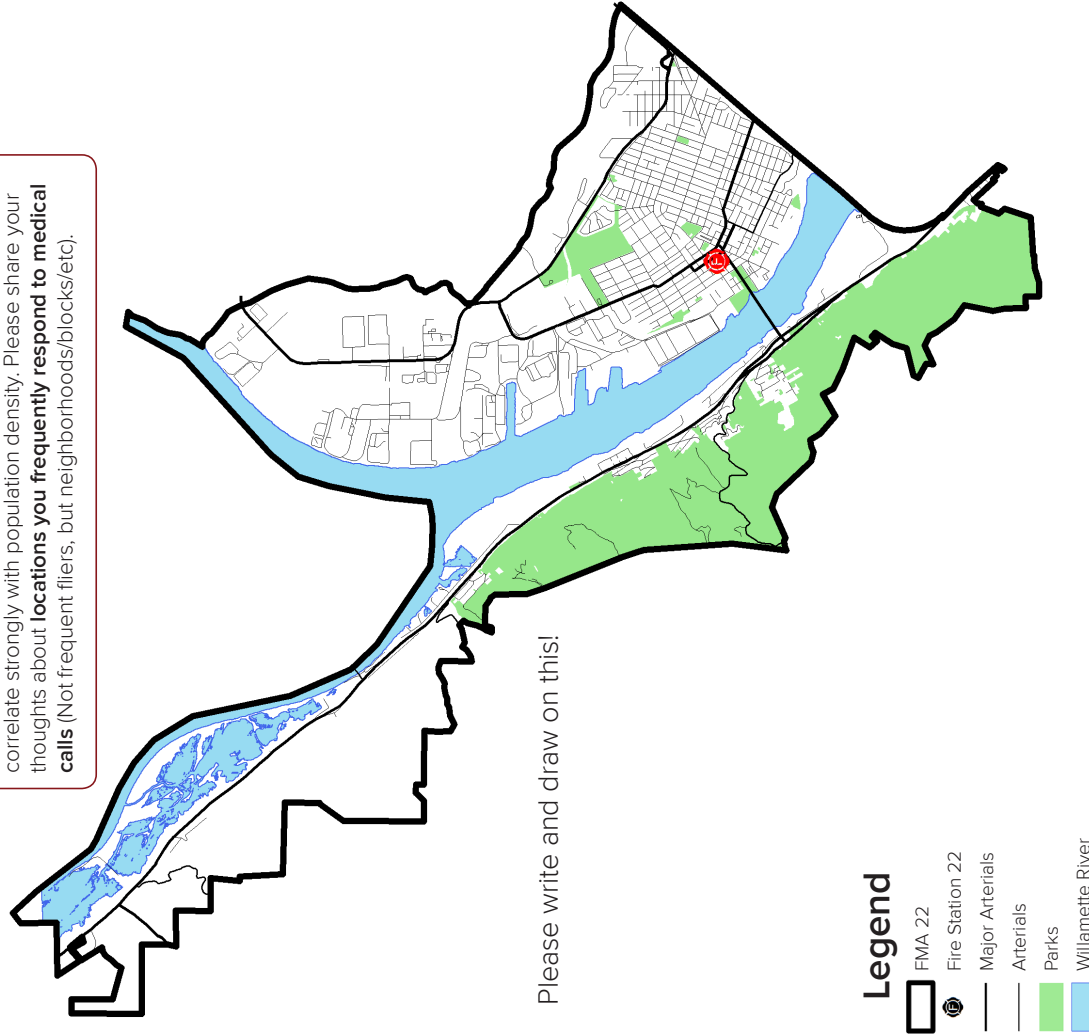 correlate strongly with population density. Please share your
thoughts about locations you frequently respond to medical
calls (Not frequent fliers, but neighborhoods/blocks/etc).
Please write and draw on this!
Legend
FMA 22
Fire Station 22
Major Arterials
Arterials
Parks
Willamette River